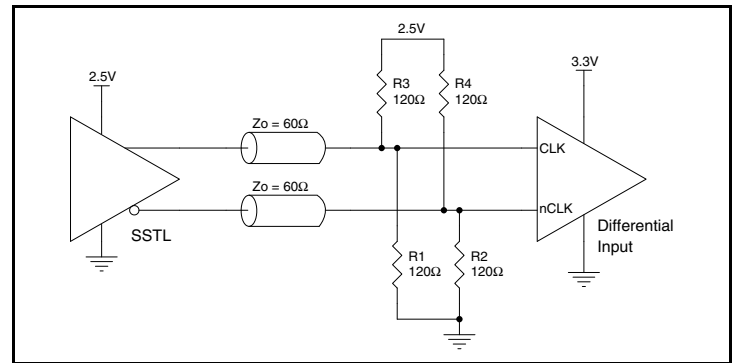 2.5V
2.5V
3.3V
R3
120Ω
R4
120Ω
Zo = 60Ω
CLK
Zo = 60Ω
nCLK
SSTL
Differential
Input
R1
120Ω
R2
120Ω